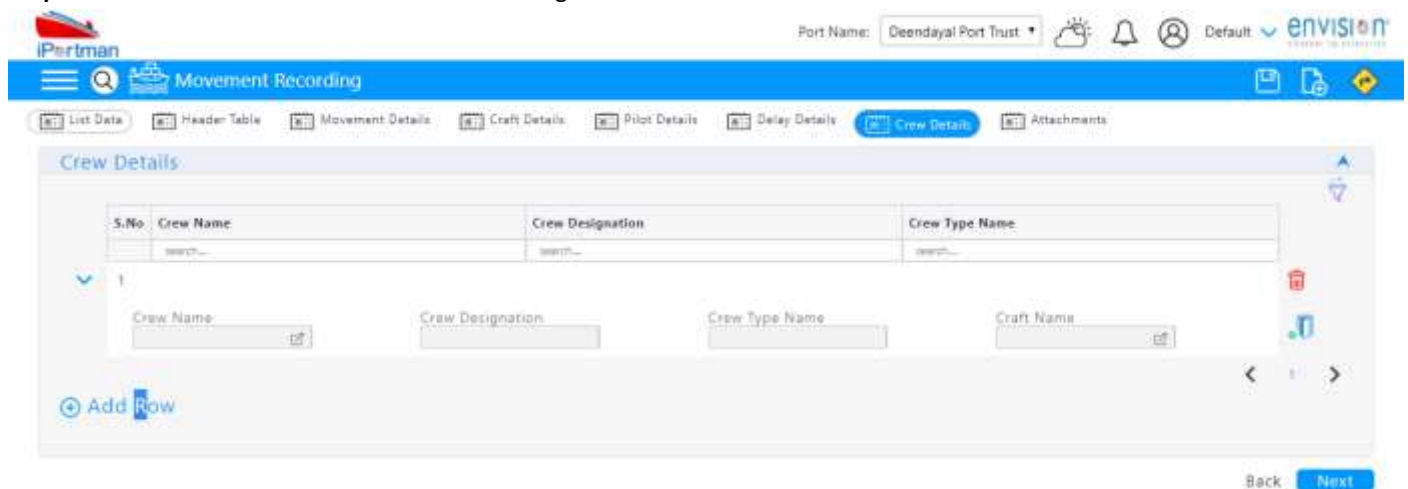 Port Name: Deendayal Port Trust Default envision
iPortman
Movement Recording
List Data Header Table Movement Details Craft Details Pilot Details Delay Details Crew Details Attachments
Crew Details
S.No Crew Name Crew Designation Crew Type Name
search... search... search...
1
Crew Name Crew Designation Crew Type Name Craft Name
1
Add Row
Back Next